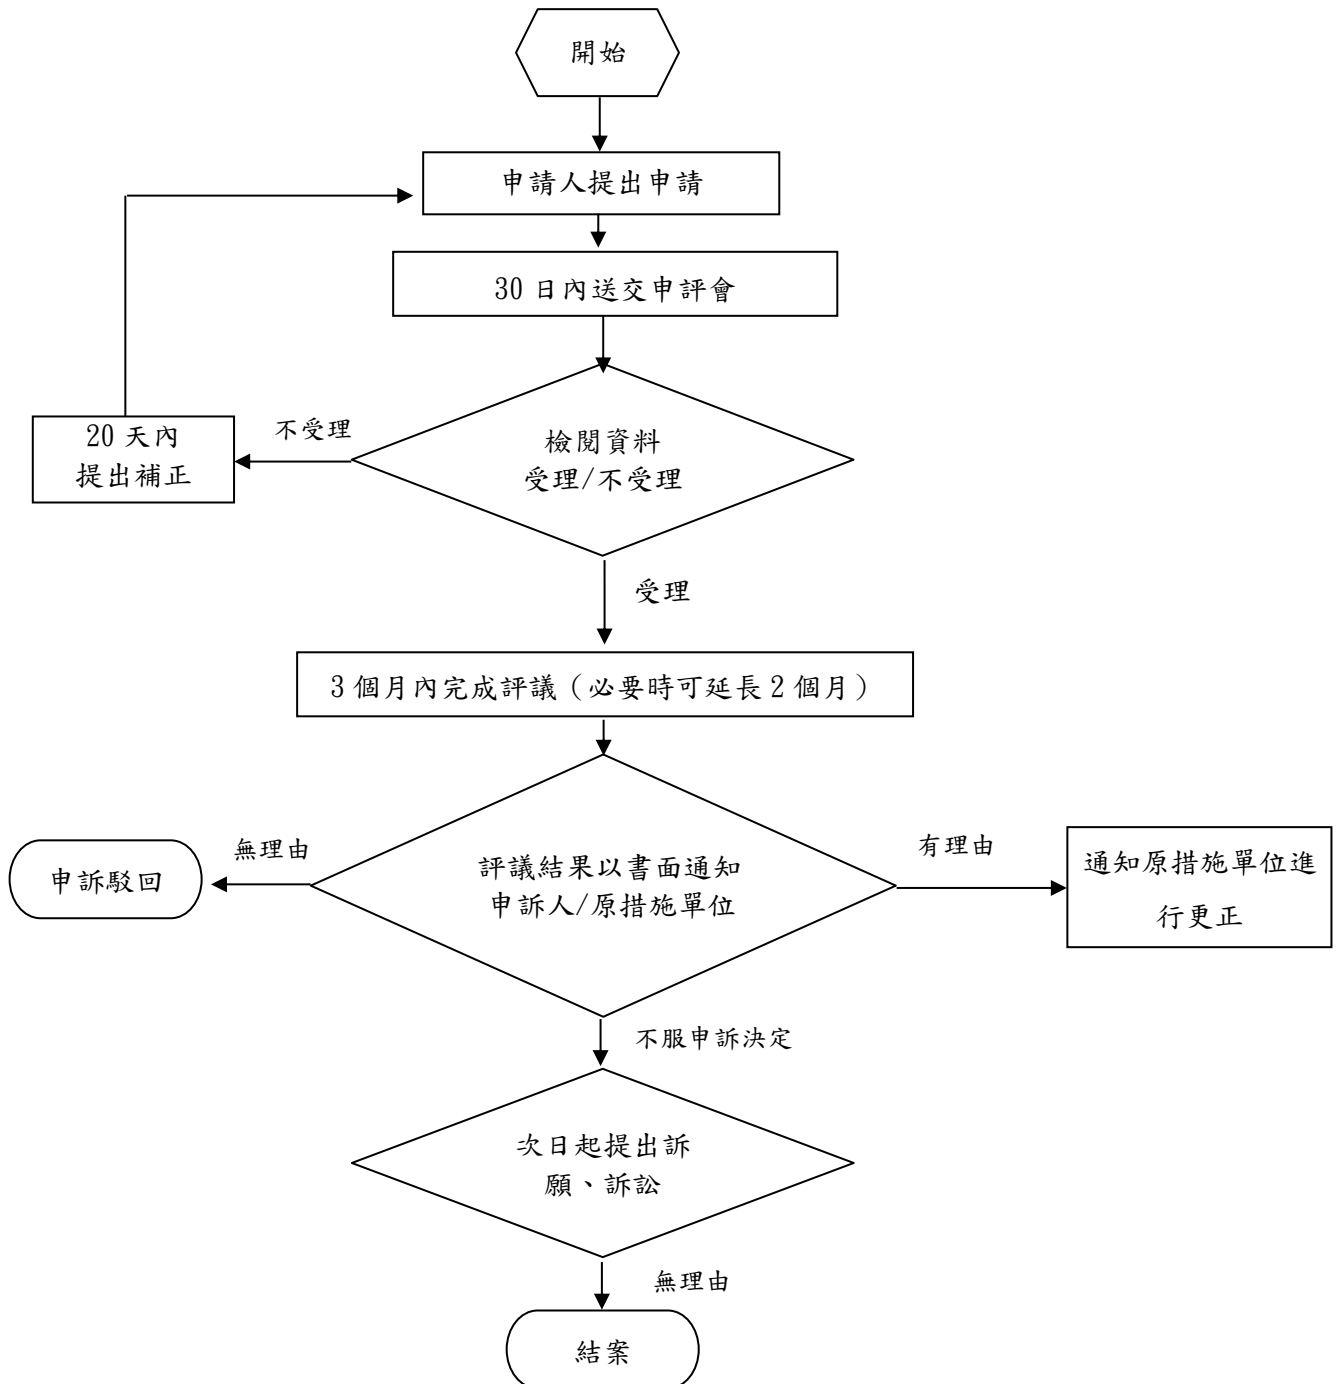 開始
申請人提出申請
30 日內送交申評會
20 天內
提出補正
不受理
檢閱資料
受理/不受理
受理
3 個月內完成評議（必要時可延長 2 個月）
申訴駁回
無理由
評議結果以書面通知
申訴人/原措施單位
有理由
通知原措施單位進
行更正
不服申訴決定
次日起提出訴
願、訴訟
無理由
結案